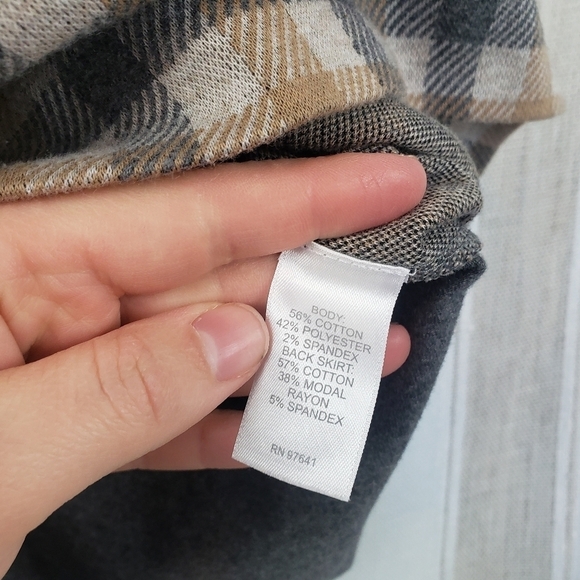 BODY:
56% COTTON
42% POLYESTER
2% SPANDEX
BACK SKIRT:
57% COTTON
38% MODAL
RAYON
5% SPANDEX
RN 97641